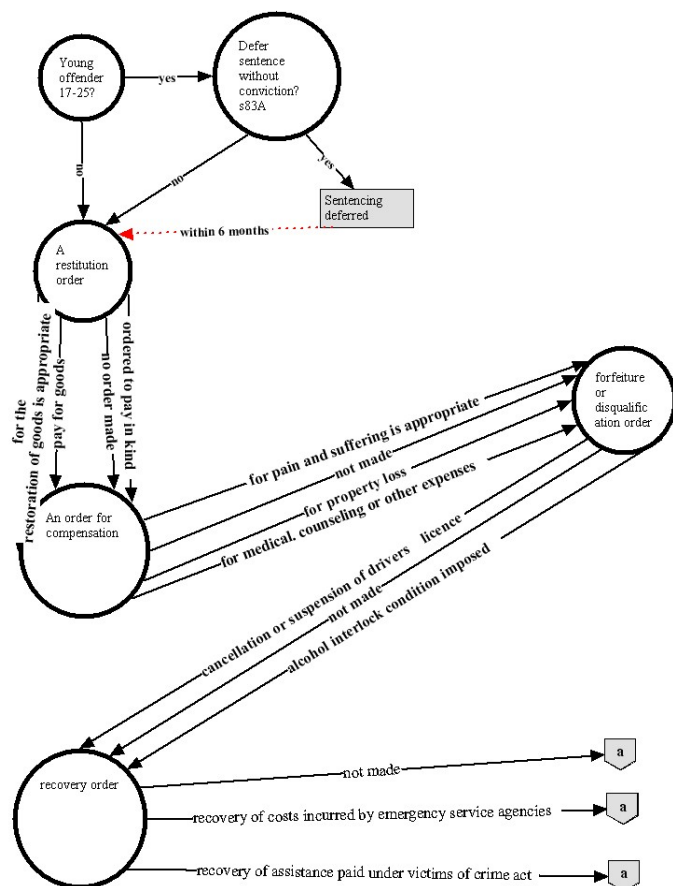 Young
offender
17-25?
yes
Defer
sentence
without
conviction?
s83A
no
no
yes
Sentencing
deferred
within 6 months
A
restitution
order
for the
restoration of goods is appropriate
pay for goods
no order made
ordered to pay in kind
forfeiture
or
disqualific
ation order
An order for
compensation
for pain and suffering is appropriate
not made
for property loss
for medical. counseling or other expenses
cancellation or suspension of drivers licence
not made
alcohol interlock condition imposed
recovery order
not made
a
recovery of costs incurred by emergency service agencies
a
recovery of assistance paid under victims of crime act
a